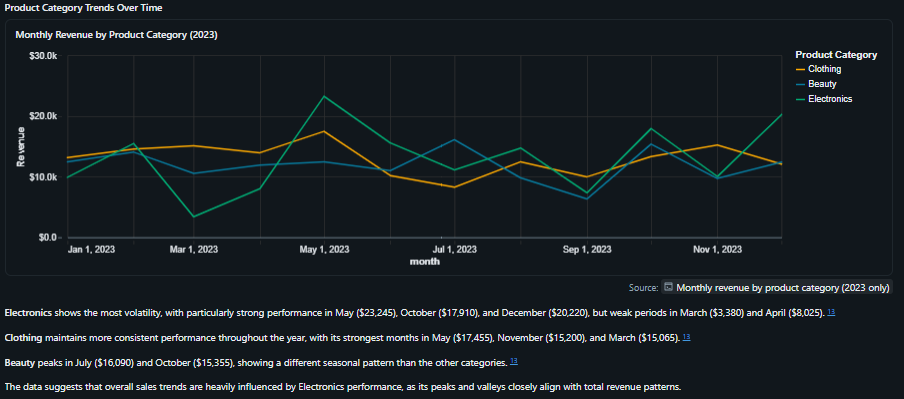 Product Category Trends Over Time
Monthly Revenue by Product Category (2023)
$30.0k
$20.0k
$10.0k
$0.0
Revenue
Jan 1, 2023
Mar 1, 2023
May 1, 2023
Jul 1, 2023
Sep 1, 2023
Nov 1, 2023
month
Product Category
Clothing
Beauty
Electronics
Source: Monthly revenue by product category (2023 only)
Electronics shows the most volatility, with particularly strong performance in May ($23,245), October ($17,910), and December ($20,220), but weak periods in March ($3,380) and April ($8,025). 13
Clothing maintains more consistent performance throughout the year, with its strongest months in May ($17,455), November ($15,200), and March ($15,065). 13
Beauty peaks in July ($16,090) and October ($15,355), showing a different seasonal pattern than the other categories. 13
The data suggests that overall sales trends are heavily influenced by Electronics performance, as its peaks and valleys closely align with total revenue patterns.